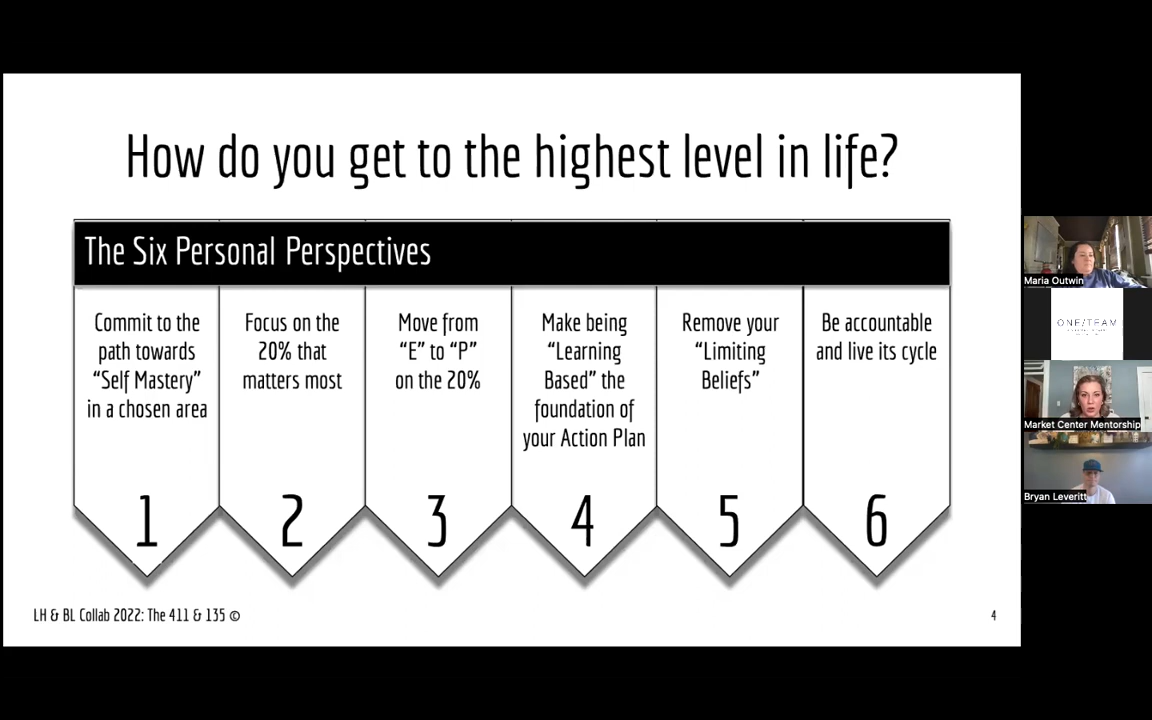 How do you get to the highest level in life?
The Six Personal Perspectives
Commit to the
path towards
“Self Mastery”
in a chosen area
1
Focus on the
20% that
matters most
2
Move from
“E” to “P”
on the 20%
3
Make being
“Learning
Based” the
foundation of
your Action Plan
4
Remove your
“Limiting
Beliefs”
5
Be accountable
and live its cycle
6
LH & BL Collab 2022: The 411 & 135 ©
4
Maria Outwin
ONE/TEAM
Market Center Mentorship
Bryan Leveritt